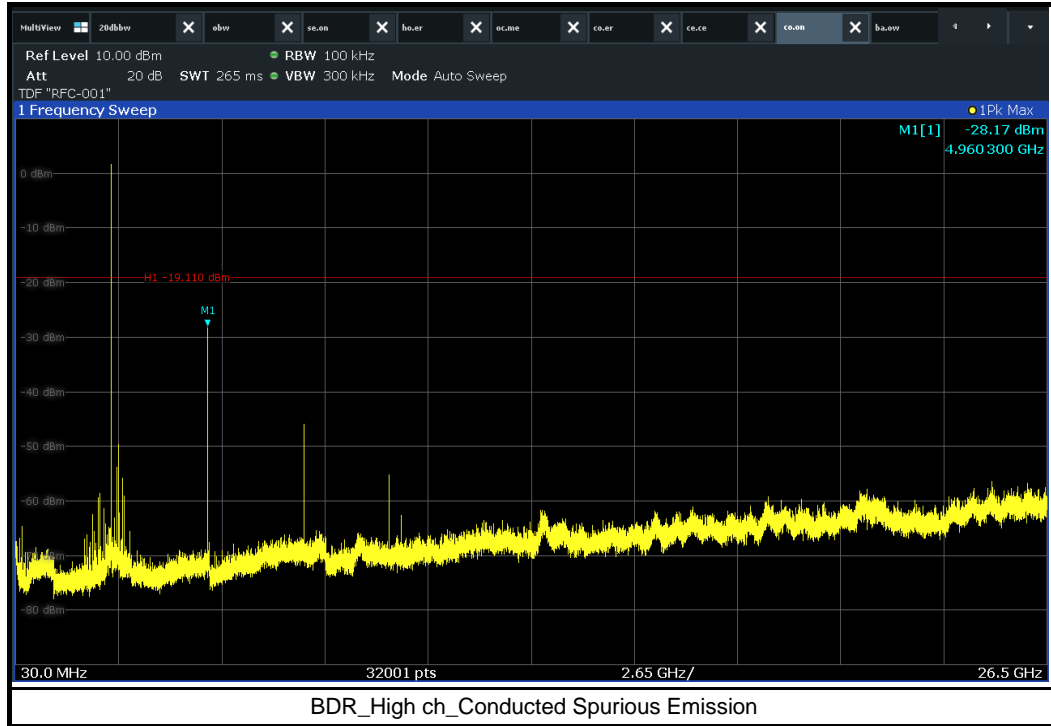 MultiView 20dbbw obw se.on ho.er oc.me co.er ce.ce co.on ba.ow
Ref Level 10.00 dBm RBW 100 kHz
Att 20 dB SWT 265 ms VBW 300 kHz Mode Auto Sweep
TDF "RFC-001"
1 Frequency Sweep 1Pk Max
M1[1] -28.17 dBm
4.960 300 GHz
0 dBm
-10 dBm
H1 -19.110 dBm
-20 dBm
M1
-30 dBm
-40 dBm
-50 dBm
-60 dBm
-80 dBm
30.0 MHz 32001 pts 2.65 GHz/ 26.5 GHz
BDR_High ch_Conducted Spurious Emission